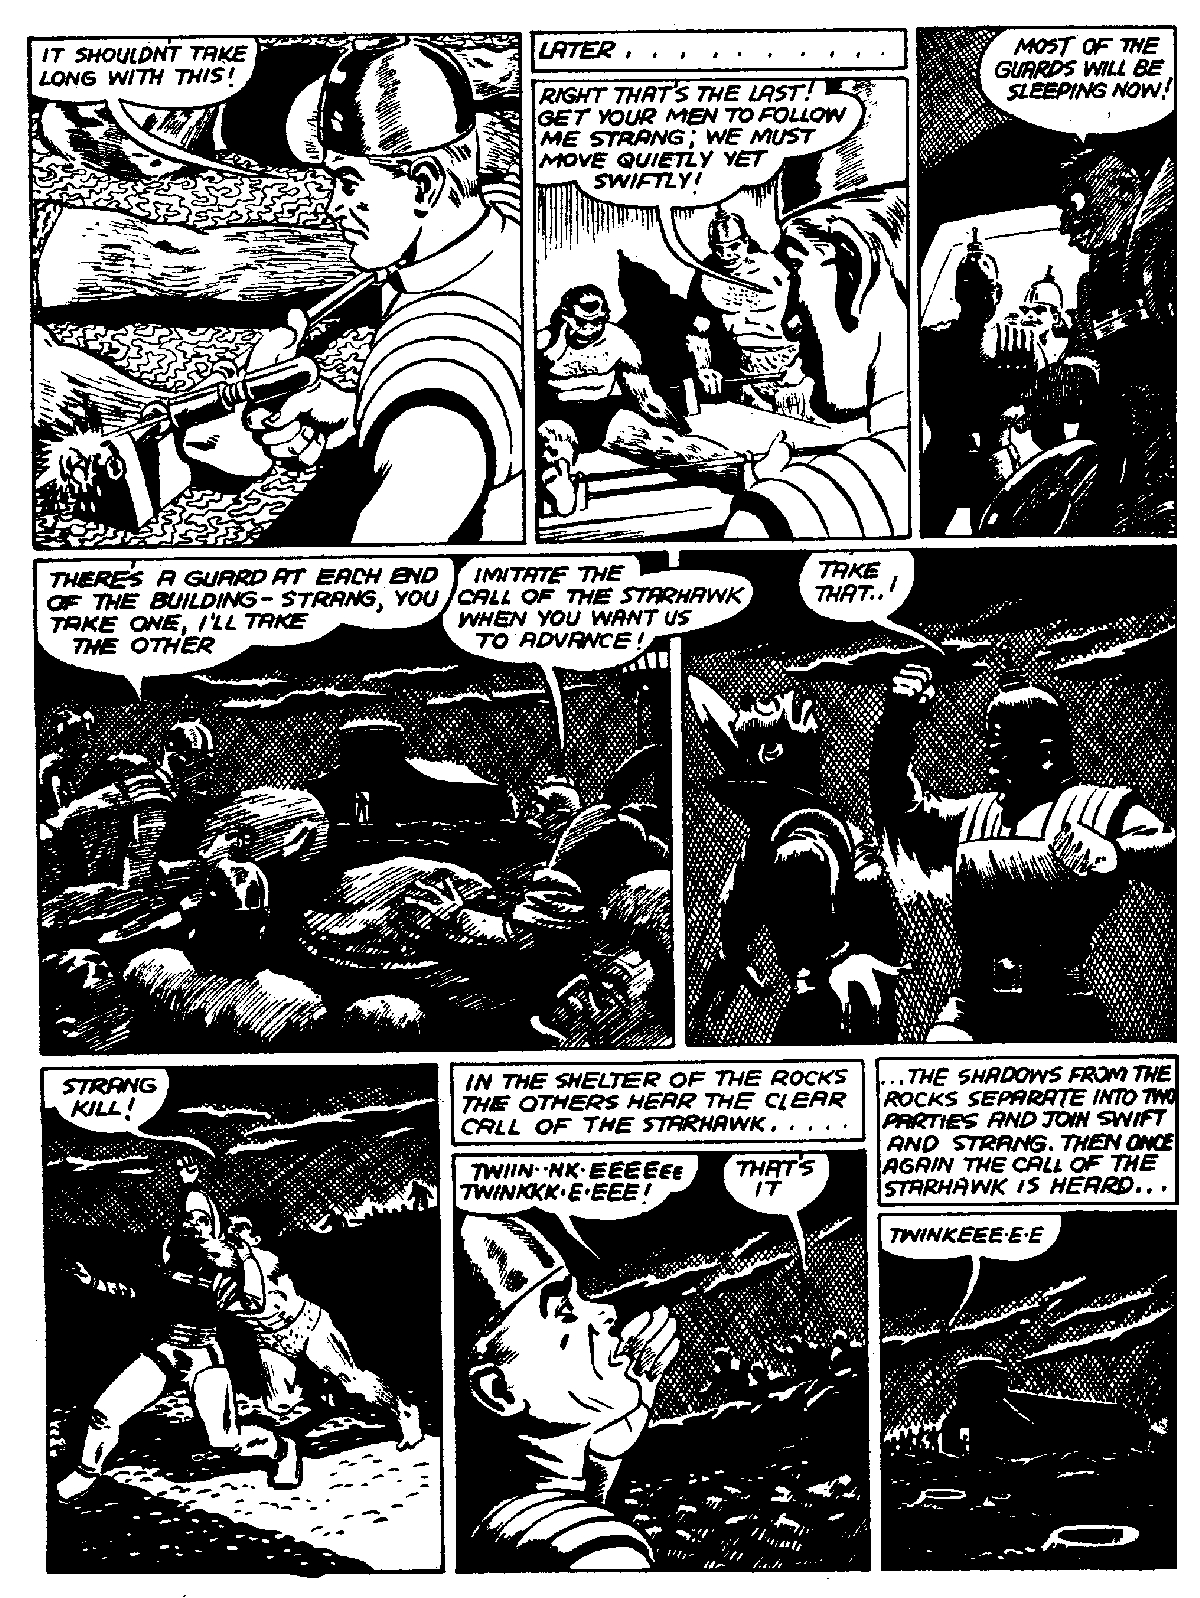 IT SHOULDN'T TAKE
LONG WITH THIS!
LATER . . . . . . . . . .
RIGHT THAT'S THE LAST!
GET YOUR MEN TO FOLLOW
ME STRANG; WE MUST
MOVE QUIETLY YET
SWIFTLY!
MOST OF THE
GUARDS WILL BE
SLEEPING NOW!
THERE'S A GUARD AT EACH END
OF THE BUILDING - STRANG, YOU
TAKE ONE, I'LL TAKE
THE OTHER
IMITATE THE
CALL OF THE STARHAWK
WHEN YOU WANT US
TO ADVANCE!
TAKE
THAT..!
STRANG
KILL!
IN THE SHELTER OF THE ROCKS
THE OTHERS HEAR THE CLEAR
CALL OF THE STARHAWK.....
TWIIN··NK·EEEEEEE
TWINKKK·E·EEE!
THAT'S
IT
...THE SHADOWS FROM THE
ROCKS SEPARATE INTO TWO
PARTIES AND JOIN SWIFT
AND STRANG. THEN ONCE
AGAIN THE CALL OF THE
STARHAWK IS HEARD...
TWINKEEE·E·E